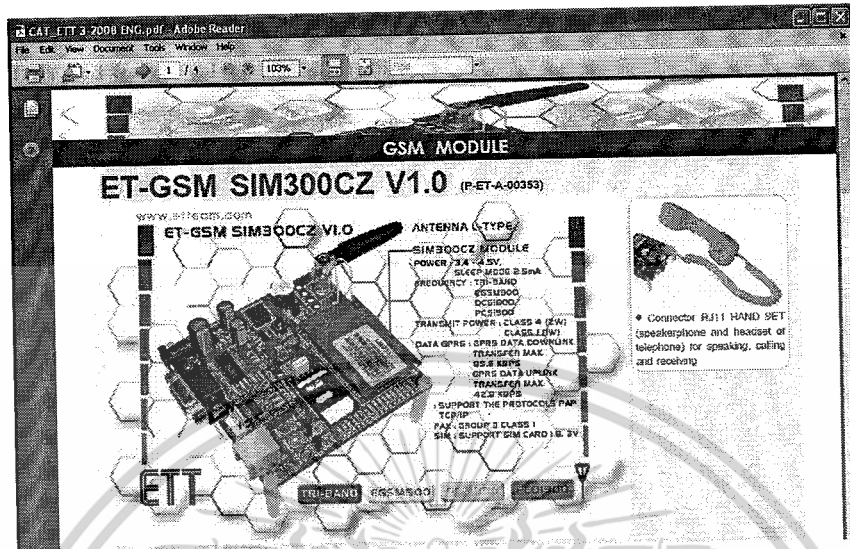 CAT_ETT 3-2008 ENG.pdf - Adobe Reader
File Edit View Document Tools Window Help
1 / 4 103%
GSM MODULE
ET-GSM SIM300CZ V1.0 (P-ET-A-00353)
ET-GSM SIM300CZ V1.0
ANTENNA L-TYPE
SIM300CZ MODULE
POWER : 3.4 - 4.5V.
SLEEP MODE 2.5mA
FREQUENCY : TRI-BAND
EGSM900
DCS1800
PCS1900
TRANSMIT POWER : CLASS 4 (2W)
CLASS 1 (1W)
DATA GPRS : GPRS DATA DOWNLINK
TRANSFER MAX.
85.6 KBPS
GPRS DATA UPLINK
TRANSFER MAX.
42.8 KBPS
: SUPPORT THE PROTOCOLS PAP
TCP/IP
FAX : GROUP 3 CLASS 1
SIM : SUPPORT SIM CARD 1.8, 3V
ETT
TRI-BAND EGSM900 PCS1900
• Connector RJ11 HAND SET
(speakerphone and headset of
telephone) for speaking, calling
and receiving